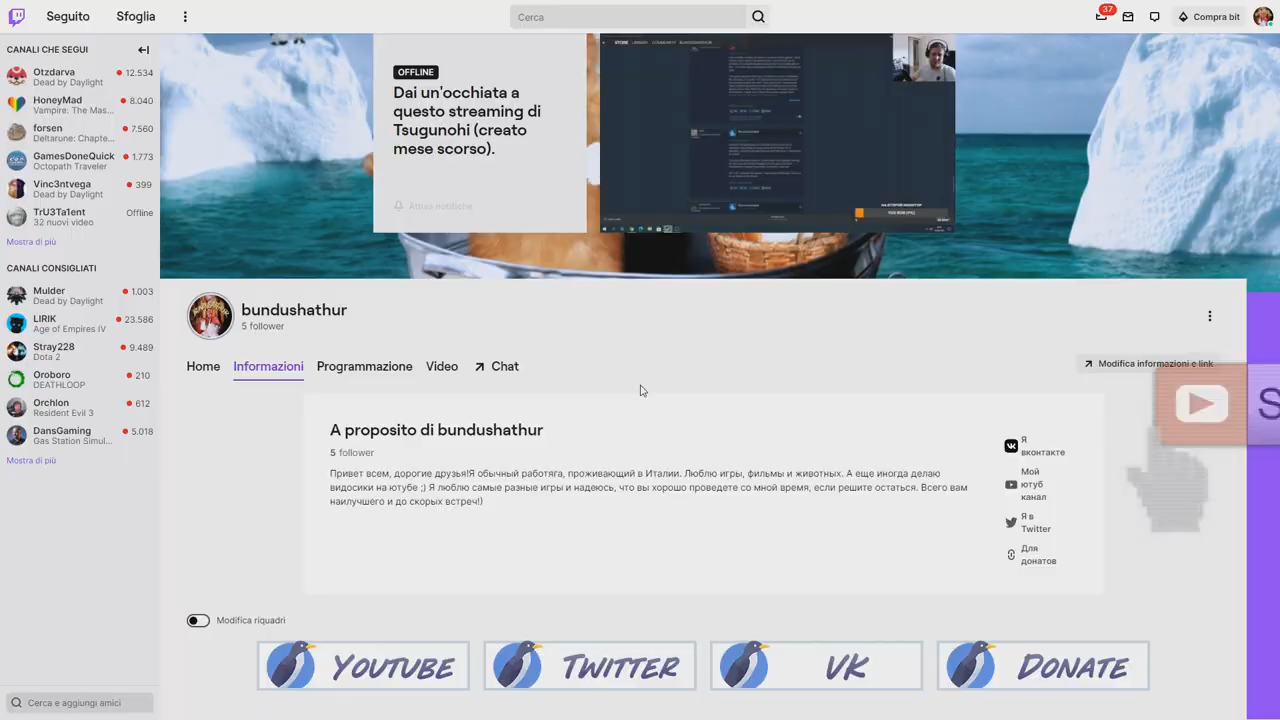 Seguito
Sfoglia
Cerca
37
Compra bit
CANALI CHE SEGUI
Otzdarva 12.534
Dead by Daylight
HoneyMad 8.040
Vampire: The Mas...
forsen 7.560
Deltarune: Chapte...
GamesDoneQuick 1.773
Octopath Traveler
Vinc3ntvega 399
Dead by Daylight
3rU3Talent Offline
32 nuovi video
Mostra di più
CANALI CONSIGLIATI
Mulder 1.003
Dead by Daylight
LIRIK 23.586
Age of Empires IV
Stray228 9.489
Dota 2
Oroboro 210
DEATHLOOP
Orchlon 612
Resident Evil 3
DansGaming 5.018
Gas Station Simul...
Mostra di più
Cerca e aggiungi amici
OFFLINE
Dai un'occhiata a
questo streaming di
Tsugunohi (creato
mese scorso).
Attiva notifiche
STORE LIBRARY COMMUNITY BUNDUSHATHUR
bundushathur
5 follower
Home
Informazioni
Programmazione
Video
Chat
Modifica informazioni e link
A proposito di bundushathur
5 follower
Привет всем, дорогие друзья!Я обычный работяга, проживающий в Италии. Люблю игры, фильмы и животных. А еще иногда делаю
видосики на ютубе ;) Я люблю самые разные игры и надеюсь, что вы хорошо проведете со мной время, если решите остаться. Всего вам
наилучшего и до скорых встреч!)
Я
вконтакте
Мой
ютуб
канал
Я в
Twitter
Для
донатов
S
Modifica riquadri
YOUTUBE
TWITTER
VK
DONATE